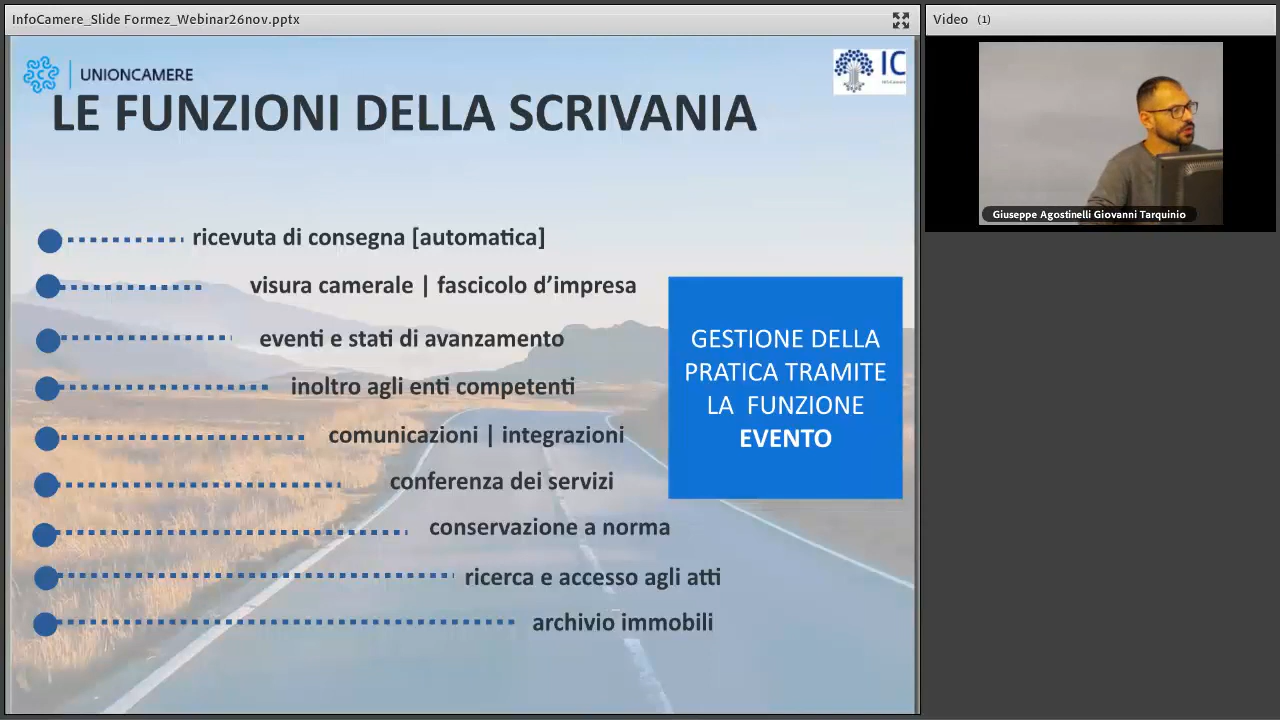 InfoCamere_Slide Formez_Webinar26nov.pptx
Video (1)
UNIONCAMERE
IC
LE FUNZIONI DELLA SCRIVANIA
Giuseppe Agostinelli Giovanni Tarquinio
ricevuta di consegna [automatica]
visura camerale | fascicolo d’impresa
eventi e stati di avanzamento
inoltro agli enti competenti
comunicazioni | integrazioni
conferenza dei servizi
conservazione a norma
ricerca e accesso agli atti
archivio immobili
GESTIONE DELLA
PRATICA TRAMITE
LA FUNZIONE
EVENTO